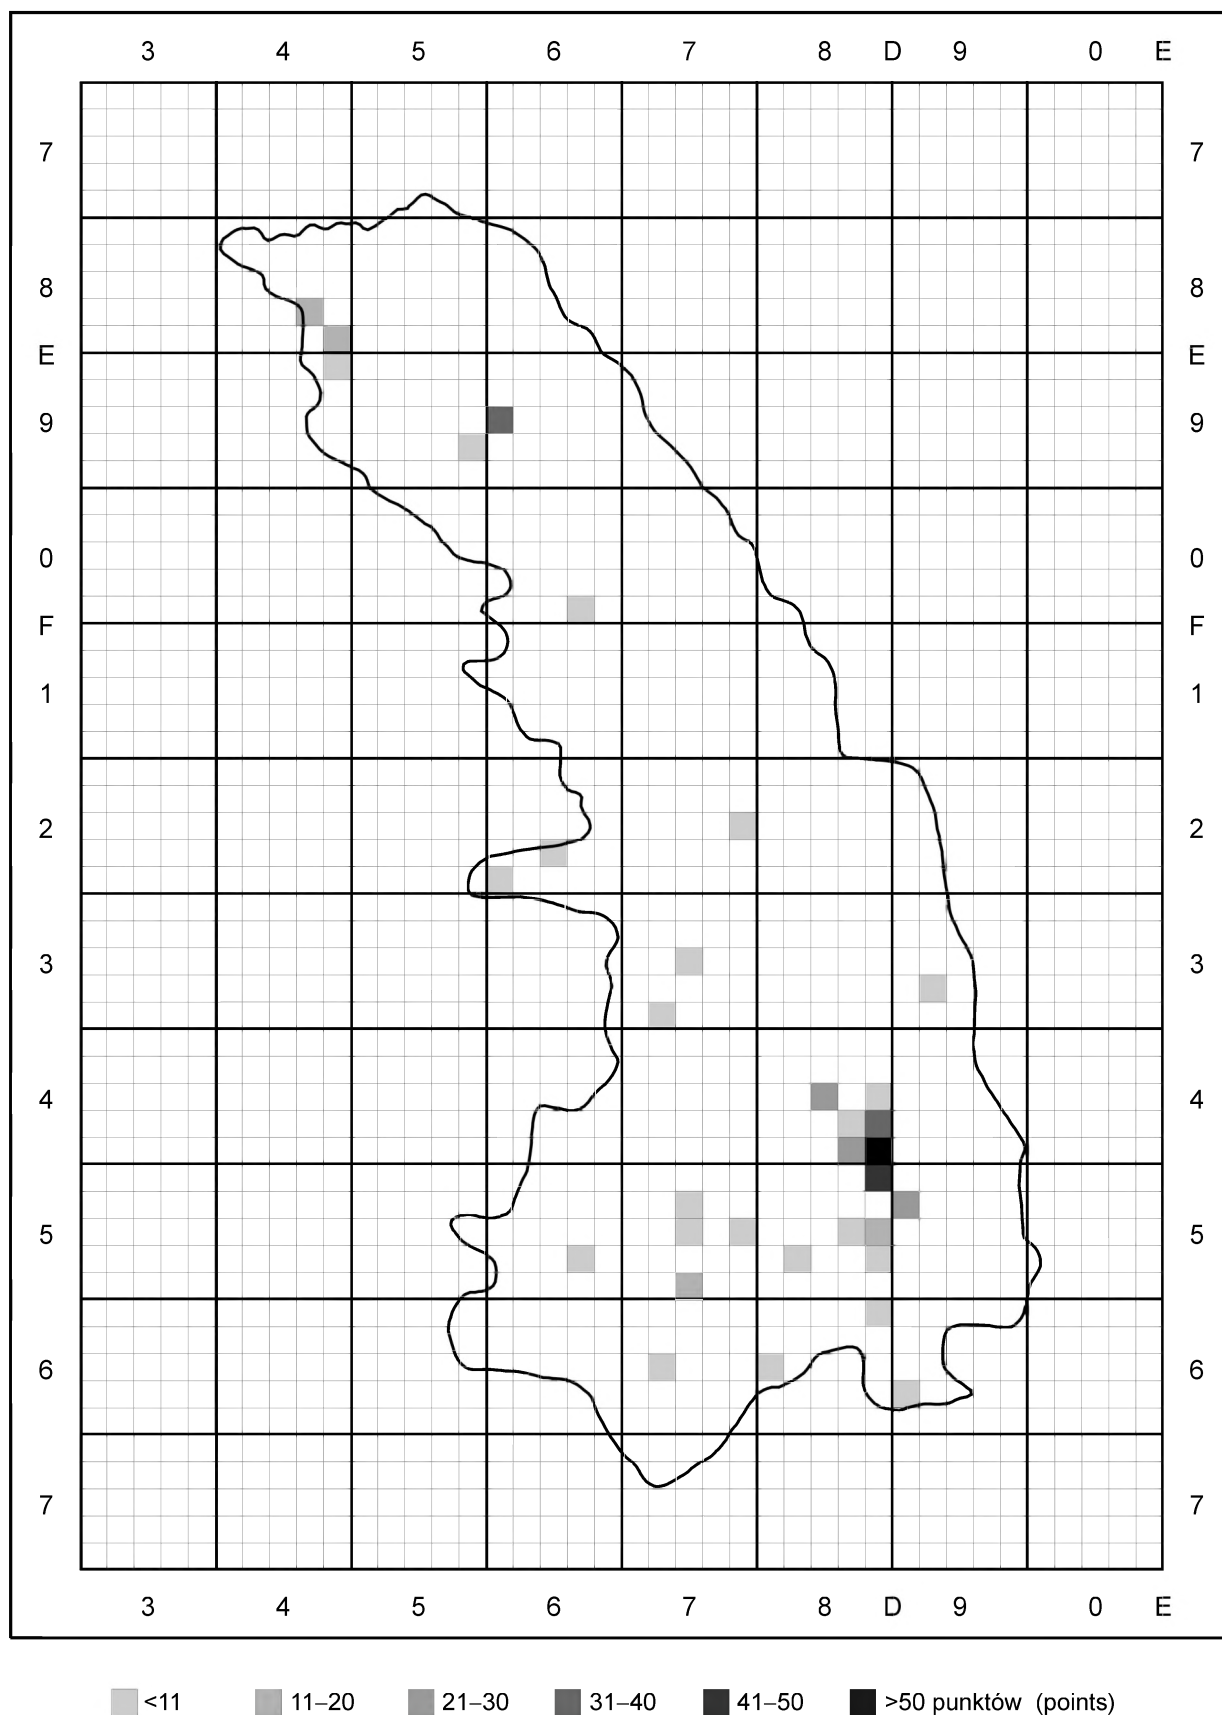 3 4 5 6 7 8 D 9 0 E
7 7
8 8
E E
9 9
0 0
F F
1 1
2 2
3 3
4 4
5 5
6 6
7 7
3 4 5 6 7 8 D 9 0 E
<11 11–20 21–30 31–40 41–50 >50 punktów (points)